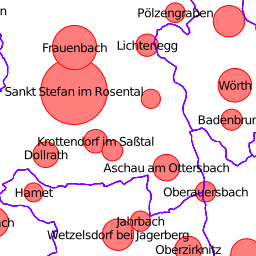 Pölzengraben
Lichtenegg
Frauenbach
Wörth
Sankt Stefan im Rosental
Badenbrun
Krottendorf im Saßtal
Dollrath
Aschau am Ottersbach
Hamet
Oberauersbach
Jahrbach
Wetzelsdorf bei Jagerberg
Oberzirknitz